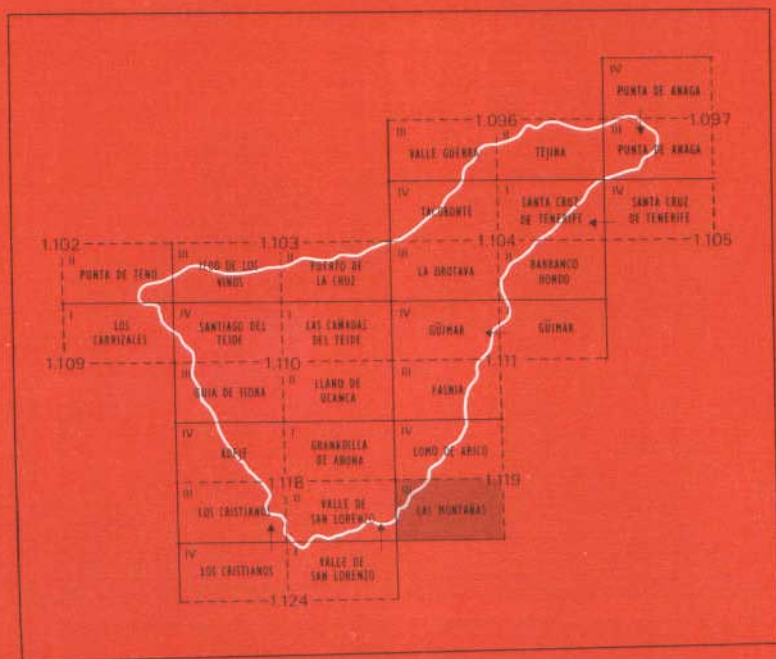 IV
PUNTA DE ANAGA
1.096
1.097
III
VALLE GUERRA
II
TEJINA
III
PUNTA DE ANAGA
IV
TACORONTE
I
SANTA CRUZ
DE TENERIFE
IV
SANTA CRUZ
DE TENERIFE
1.102
1.103
1.104
1.105
II
PUNTA DE TENO
III
ICOD DE LOS
VINOS
II
PUERTO DE
LA CRUZ
III
LA OROTAVA
II
BARRANCO
HONDO
I
LOS
CARRIZALES
IV
SANTIAGO DEL
TEIDE
I
LAS CAÑADAS
DEL TEIDE
IV
GÜIMAR
GÜIMAR
1.109
1.110
1.111
III
GUIA DE ISORA
II
LLANO DE
UCANCA
III
FASNIA
IV
ADEJE
I
GRANADILLA
DE ABONA
IV
LOMO DE ARICO
1.118
1.119
III
LOS CRISTIANOS
II
VALLE DE
SAN LORENZO
III
LAS MONTAÑAS
IV
LOS CRISTIANOS
I
VALLE DE
SAN LORENZO
1.124